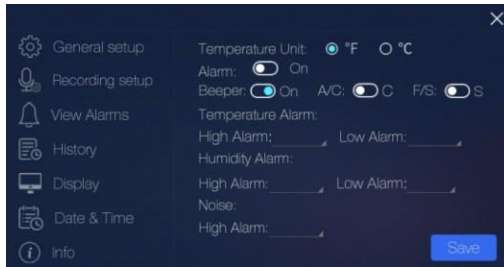 General setup
Recording setup
View Alarms
History
Display
Date & Time
Info
Temperature Unit: °F °C
Alarm: On
Beeper: On A/C: C F/S: S
Temperature Alarm:
High Alarm: Low Alarm:
Humidity Alarm:
High Alarm: Low Alarm:
Noise:
High Alarm:
Save